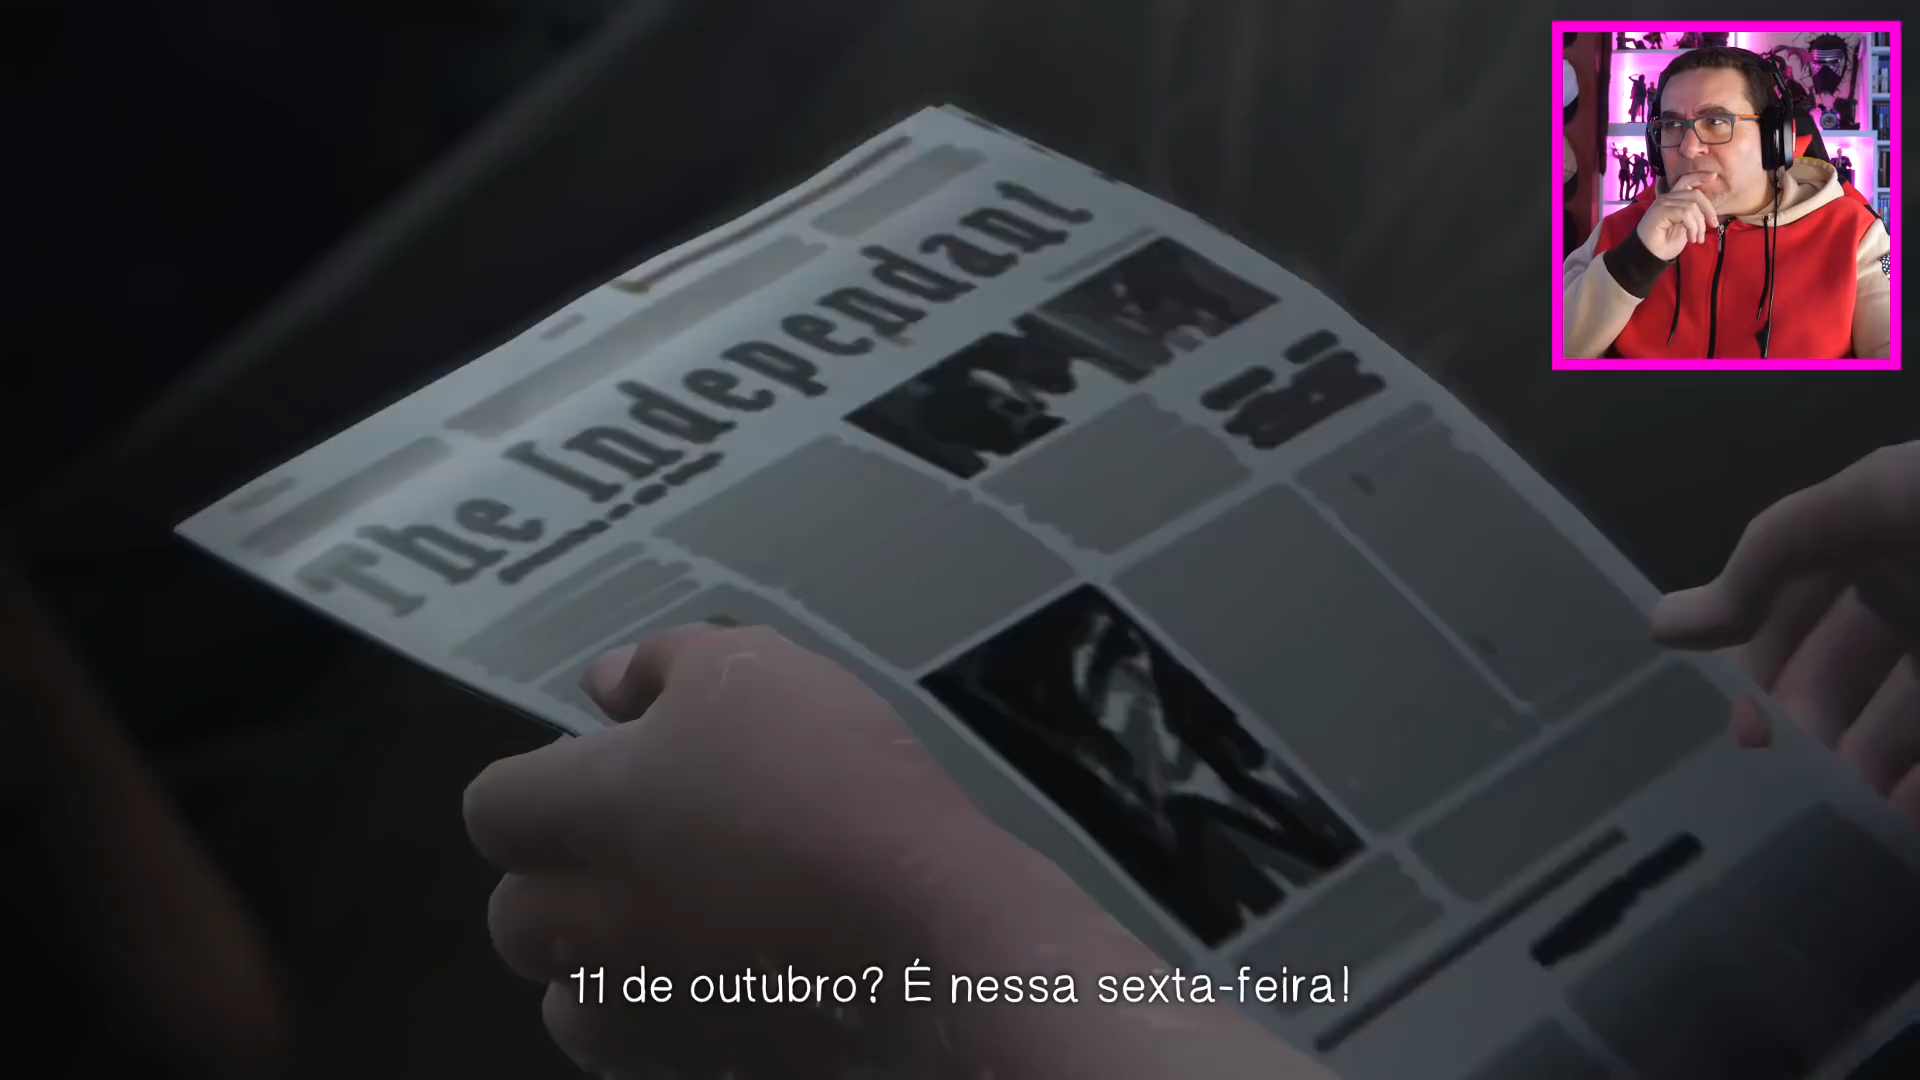 The Independant
11 de outubro? É nessa sexta-feira!